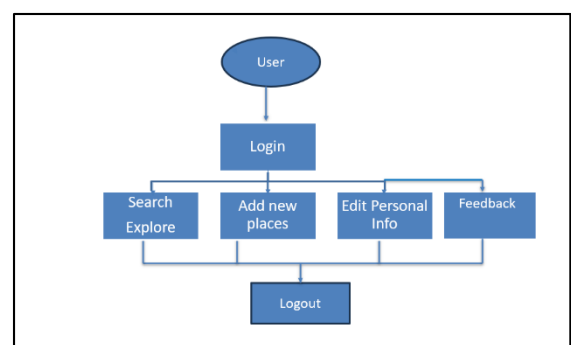 User
Login
Search
Explore
Add new
places
Edit Personal
Info
Feedback
Logout